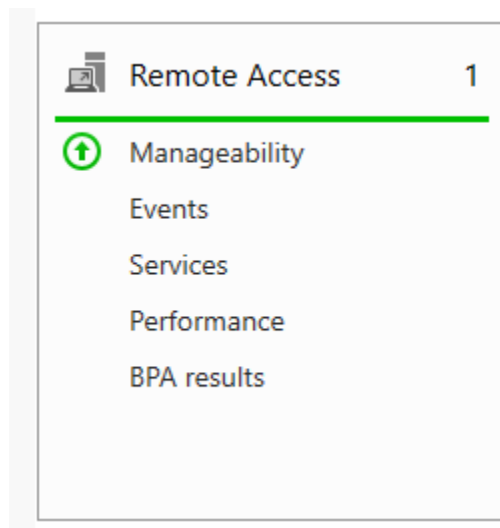 Remote Access 1
Manageability
Events
Services
Performance
BPA results